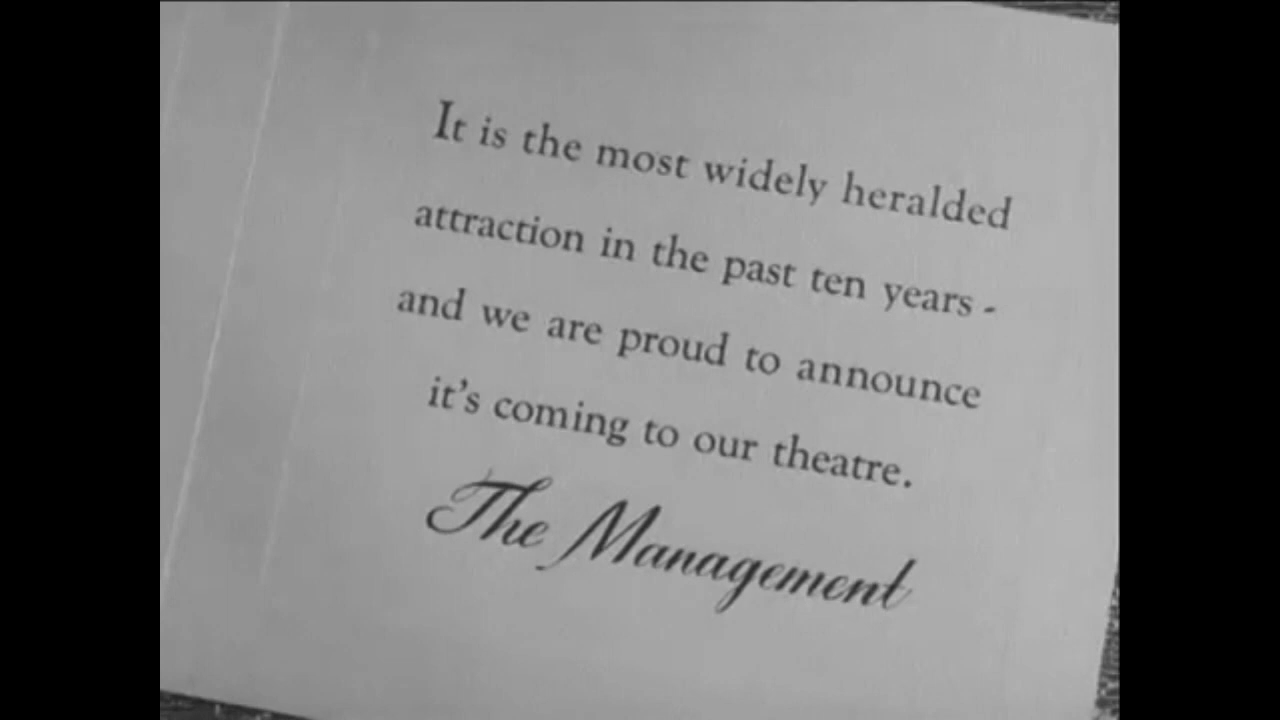 It is the most widely heralded
attraction in the past ten years -
and we are proud to announce
it's coming to our theatre.
The Management